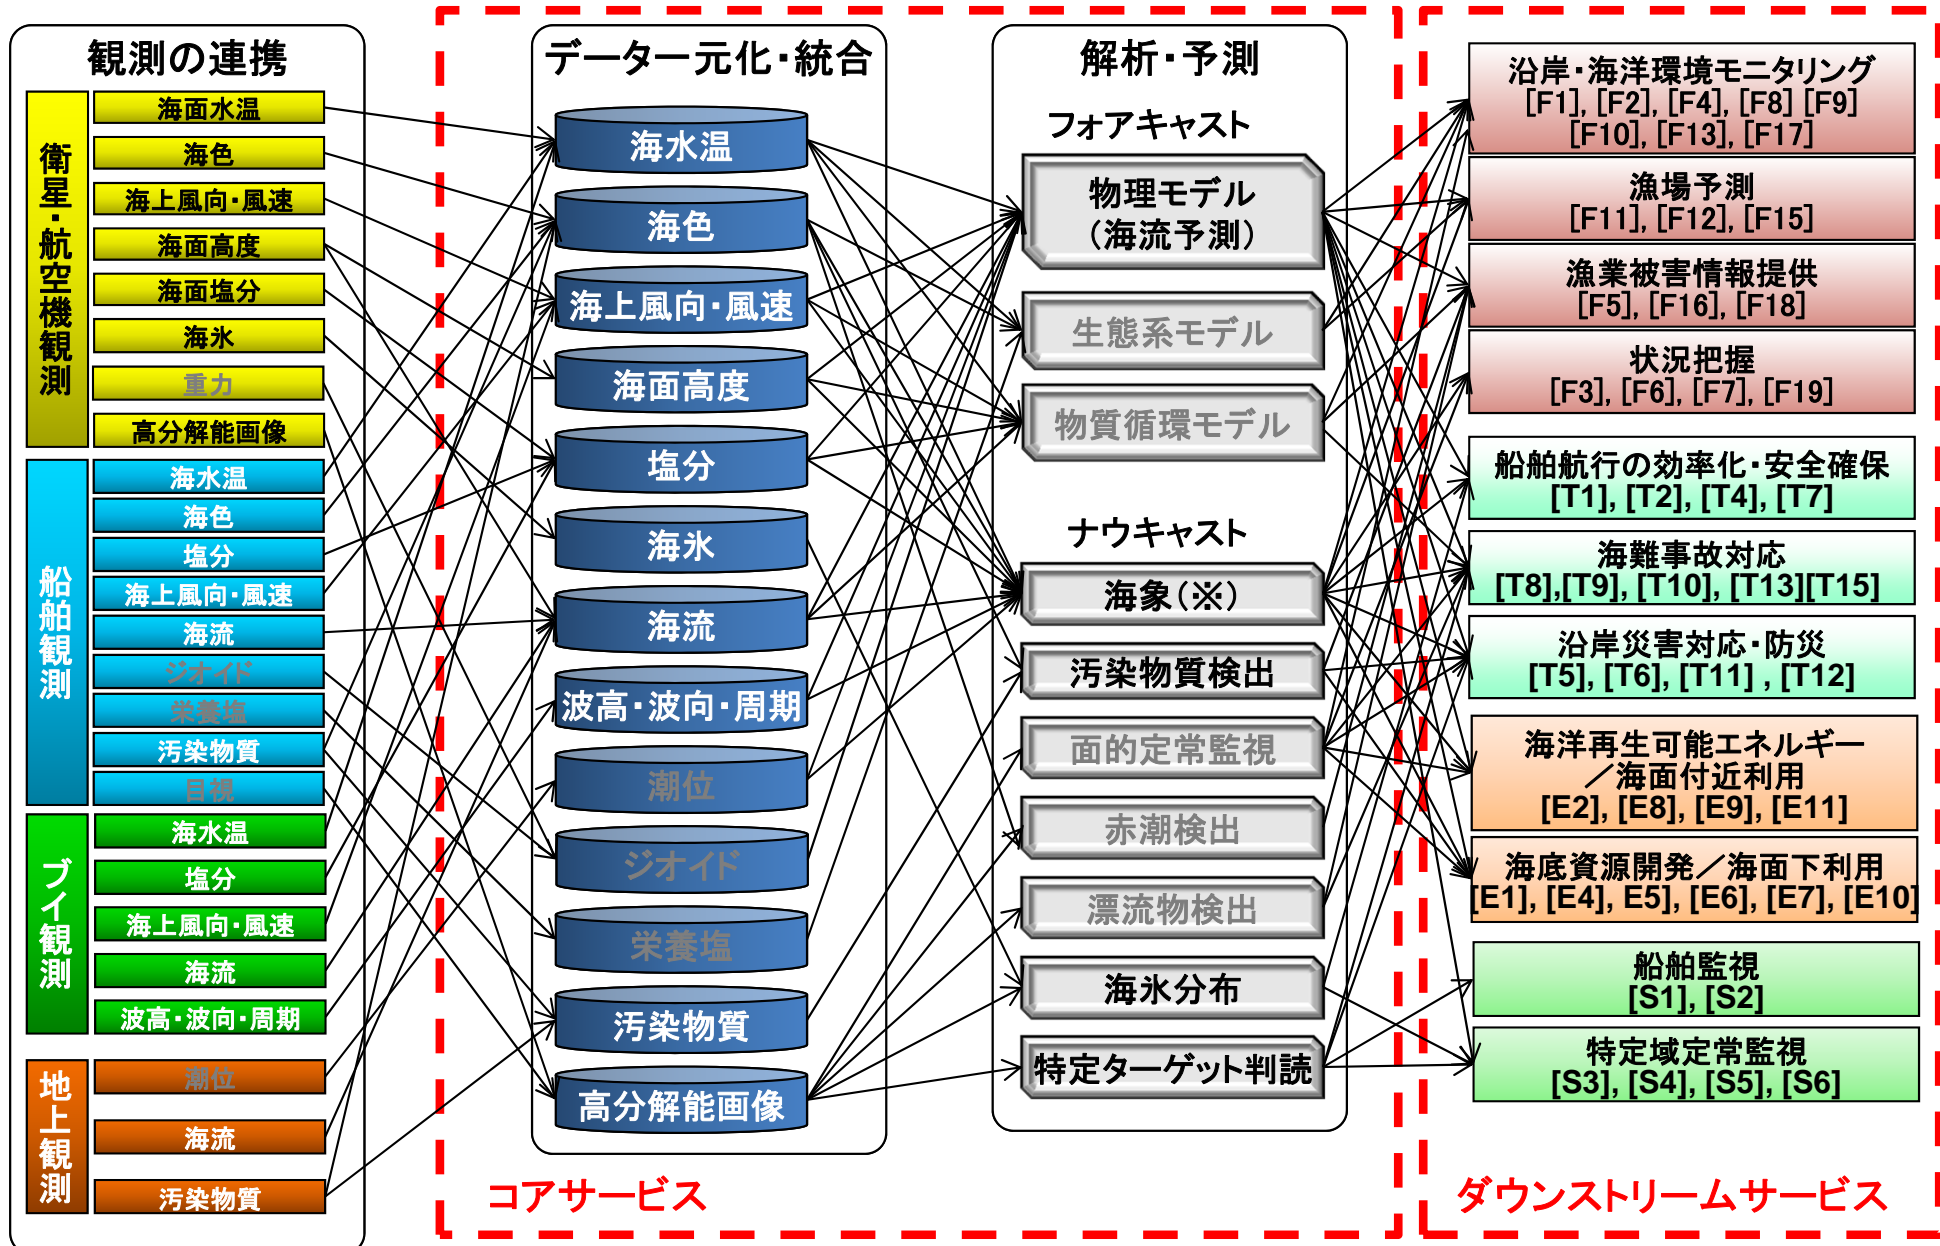 観測の連携
衛星・航空機観測
海面水温
海色
海上風向・風速
海面高度
海面塩分
海氷
重力
高分解能画像
船舶観測
海水温
海色
塩分
海上風向・風速
海流
ジオイド
栄養塩
汚染物質
目視
ブイ観測
海水温
塩分
海上風向・風速
海流
波高・波向・周期
地上観測
潮位
海流
汚染物質
データ一元化・統合
海水温
海色
海上風向・風速
海面高度
塩分
海氷
海流
波高・波向・周期
潮位
ジオイド
栄養塩
汚染物質
高分解能画像
解析・予測
フォアキャスト
物理モデル
（海流予測）
生態系モデル
物質循環モデル
ナウキャスト
海象（※）
汚染物質検出
面的定常監視
赤潮検出
漂流物検出
海氷分布
特定ターゲット判読
コアサービス
沿岸・海洋環境モニタリング
[F1], [F2], [F4], [F8] [F9]
[F10], [F13], [F17]
漁場予測
[F11], [F12], [F15]
漁業被害情報提供
[F5], [F16], [F18]
状況把握
[F3], [F6], [F7], [F19]
船舶航行の効率化・安全確保
[T1], [T2], [T4], [T7]
海難事故対応
[T8],[T9], [T10], [T13][T15]
沿岸災害対応・防災
[T5], [T6], [T11] , [T12]
海洋再生可能エネルギー
／海面付近利用
[E2], [E8], [E9], [E11]
海底資源開発／海面下利用
[E1], [E4], E5], [E6], [E7], [E10]
船舶監視
[S1], [S2]
特定域定常監視
[S3], [S4], [S5], [S6]
ダウンストリームサービス